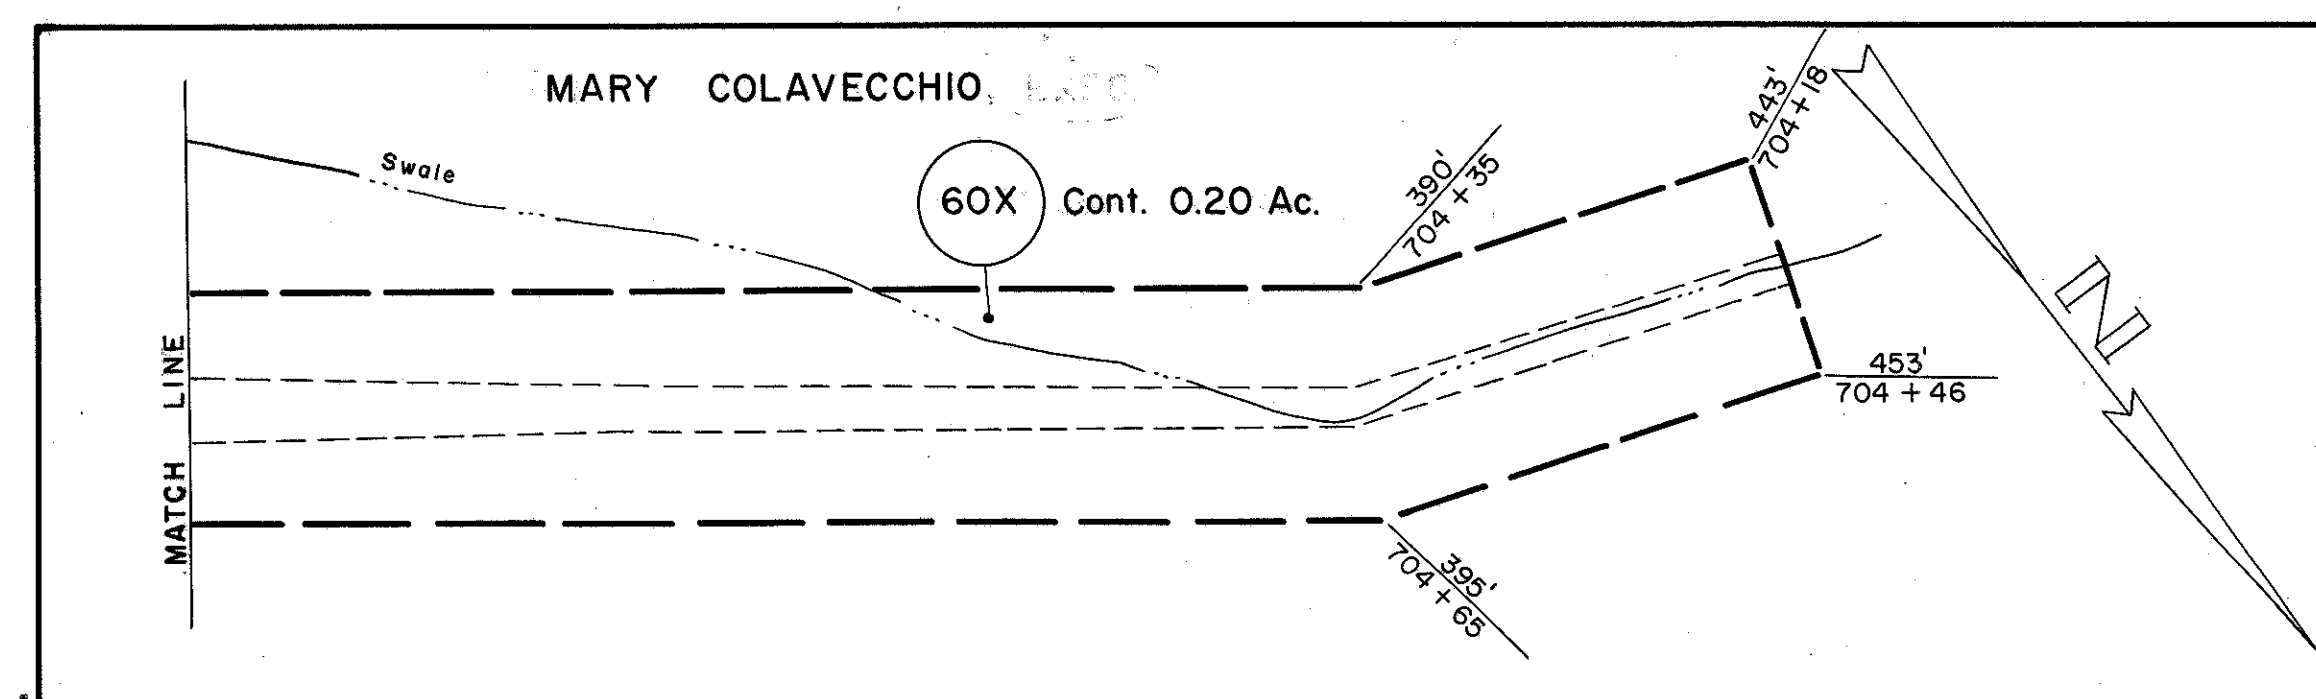 MARY COLAVECCHIO
Swale
60X Cont. 0.20 Ac.
390'
704 + 35
443'
704 + 18
N
453'
704 + 46
395'
704 + 65
MATCH LINE